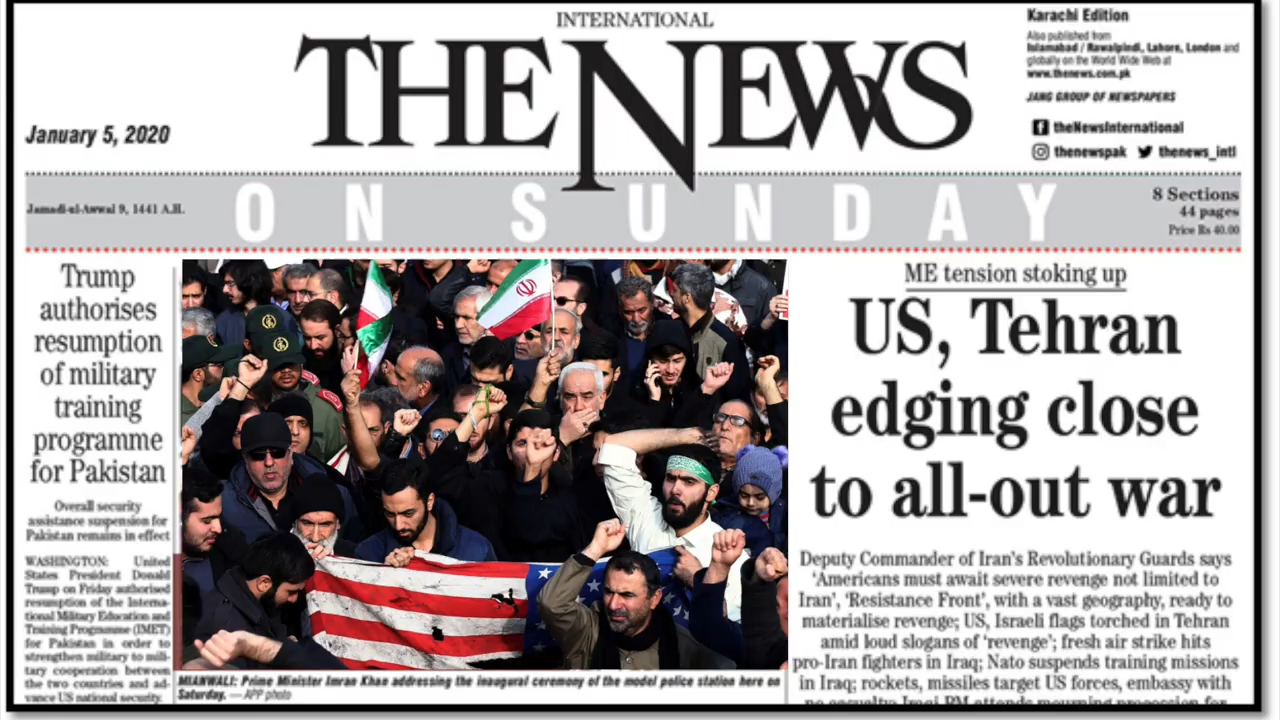 INTERNATIONAL
THE NEWS
January 5, 2020
Karachi Edition
Also published from
Islamabad / Rawalpindi, Lahore, London and
globally on the World Wide Web at
www.thenews.com.pk
JANG GROUP OF NEWSPAPERS
theNewsInternational
thenewspak thenews_intl
Jamadi-ul-Awwal 9, 1441 A.H.
ON SUNDAY
8 Sections
44 pages
Price Rs 40.00
Trump
authorises
resumption
of military
training
programme
for Pakistan
Overall security
assistance suspension for
Pakistan remains in effect
WASHINGTON: United
States President Donald
Trump on Friday authorised
resumption of the Interna-
tional Military Education and
Training Programme (IMET)
for Pakistan in order to
strengthen military to mili-
tary cooperation between
the two countries and ad-
vance US national security.
MIANWALI: Prime Minister Imran Khan addressing the inaugural ceremony of the model police station here on
Saturday. — APP photo
ME tension stoking up
US, Tehran
edging close
to all-out war
Deputy Commander of Iran's Revolutionary Guards says
'Americans must await severe revenge not limited to
Iran', 'Resistance Front', with a vast geography, ready to
materialise revenge; US, Israeli flags torched in Tehran
amid loud slogans of 'revenge'; fresh air strike hits
pro-Iran fighters in Iraq; Nato suspends training missions
in Iraq; rockets, missiles target US forces, embassy with
no casualty; Iraqi PM attends mourning procession for